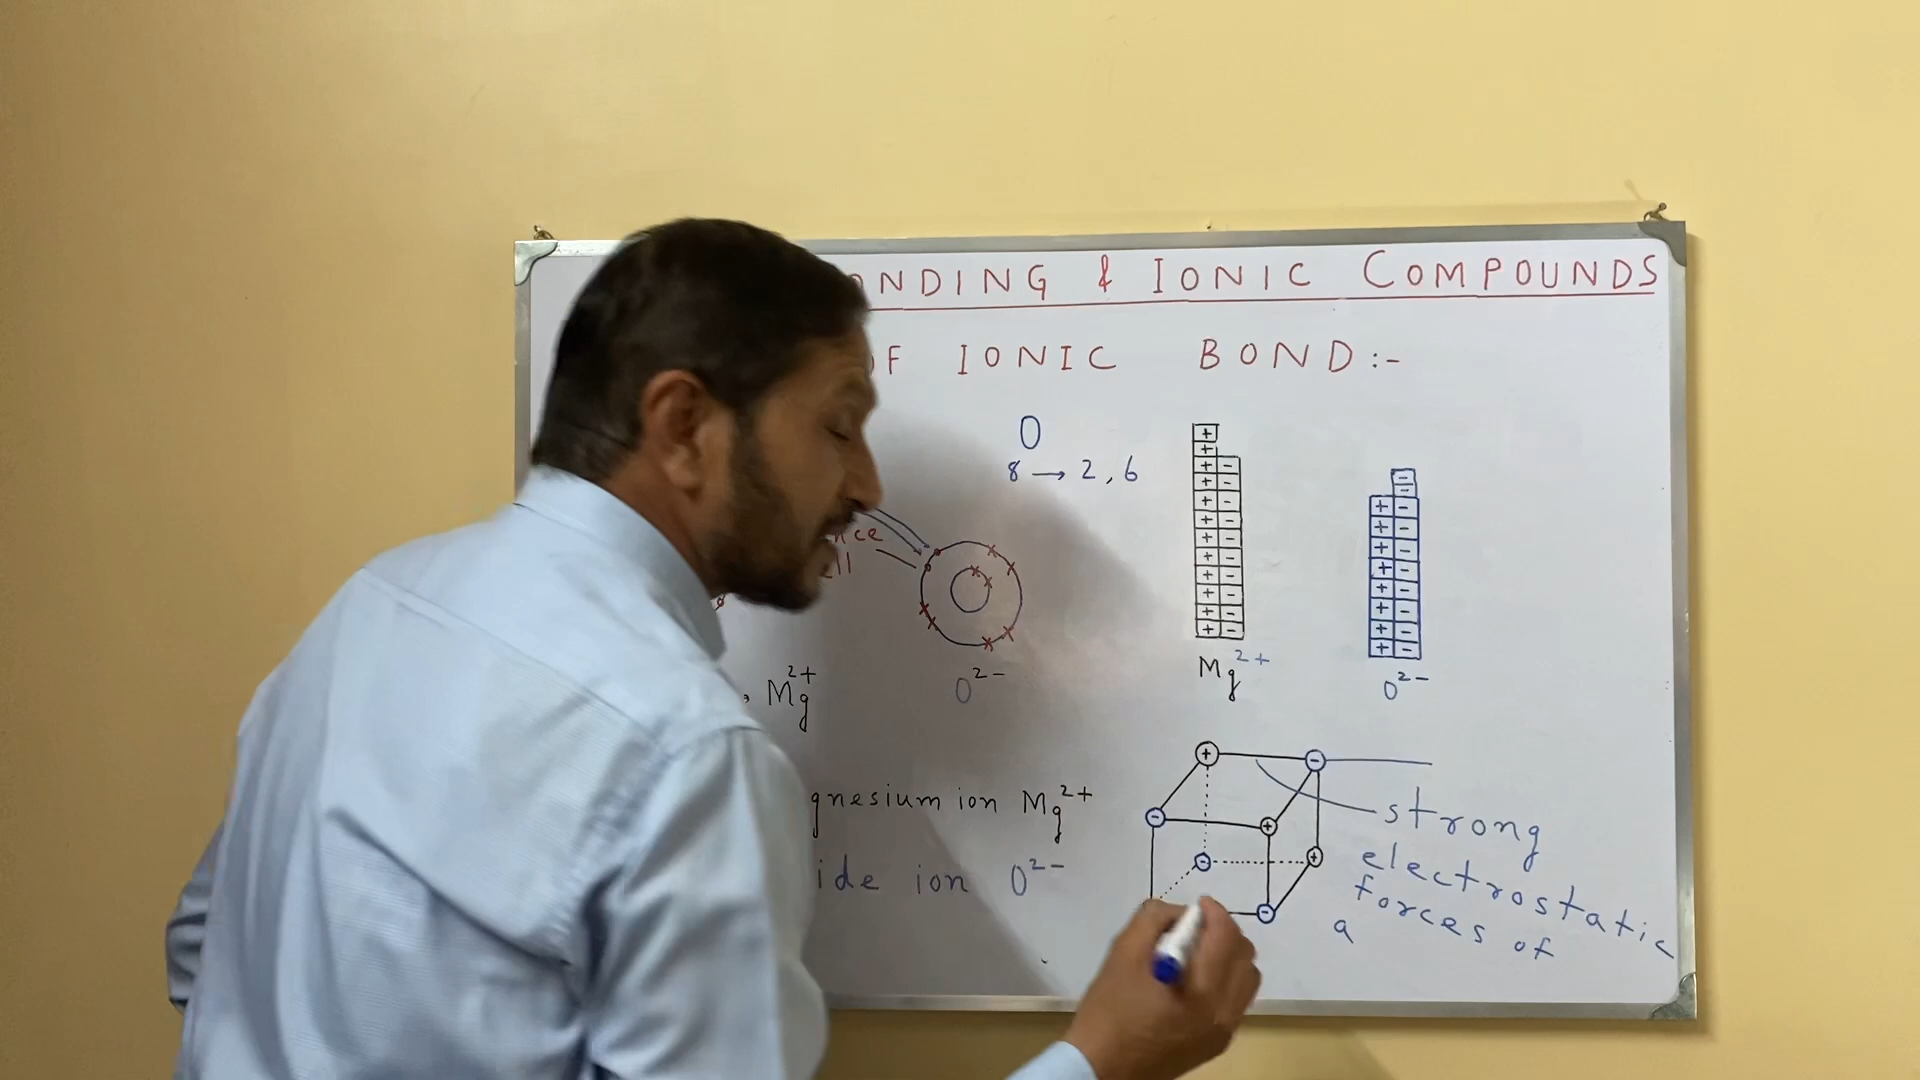 ONDING & IONIC COMPOUNDS
OF IONIC BOND:-
O
8 → 2, 6
Mg2+
O2-
Mg2+
O2-
gnesium ion Mg2+
ide ion O2-
strong
electrostatic
forces of
a